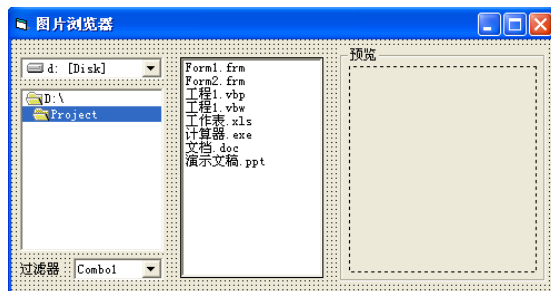 图片浏览器
d: [Disk]
D:\
Project
过滤器
Combo1
Form1.frm
Form2.frm
工程1.vbp
工程1.vbw
工作表.xls
计算器.exe
文档.doc
演示文稿.ppt
预览